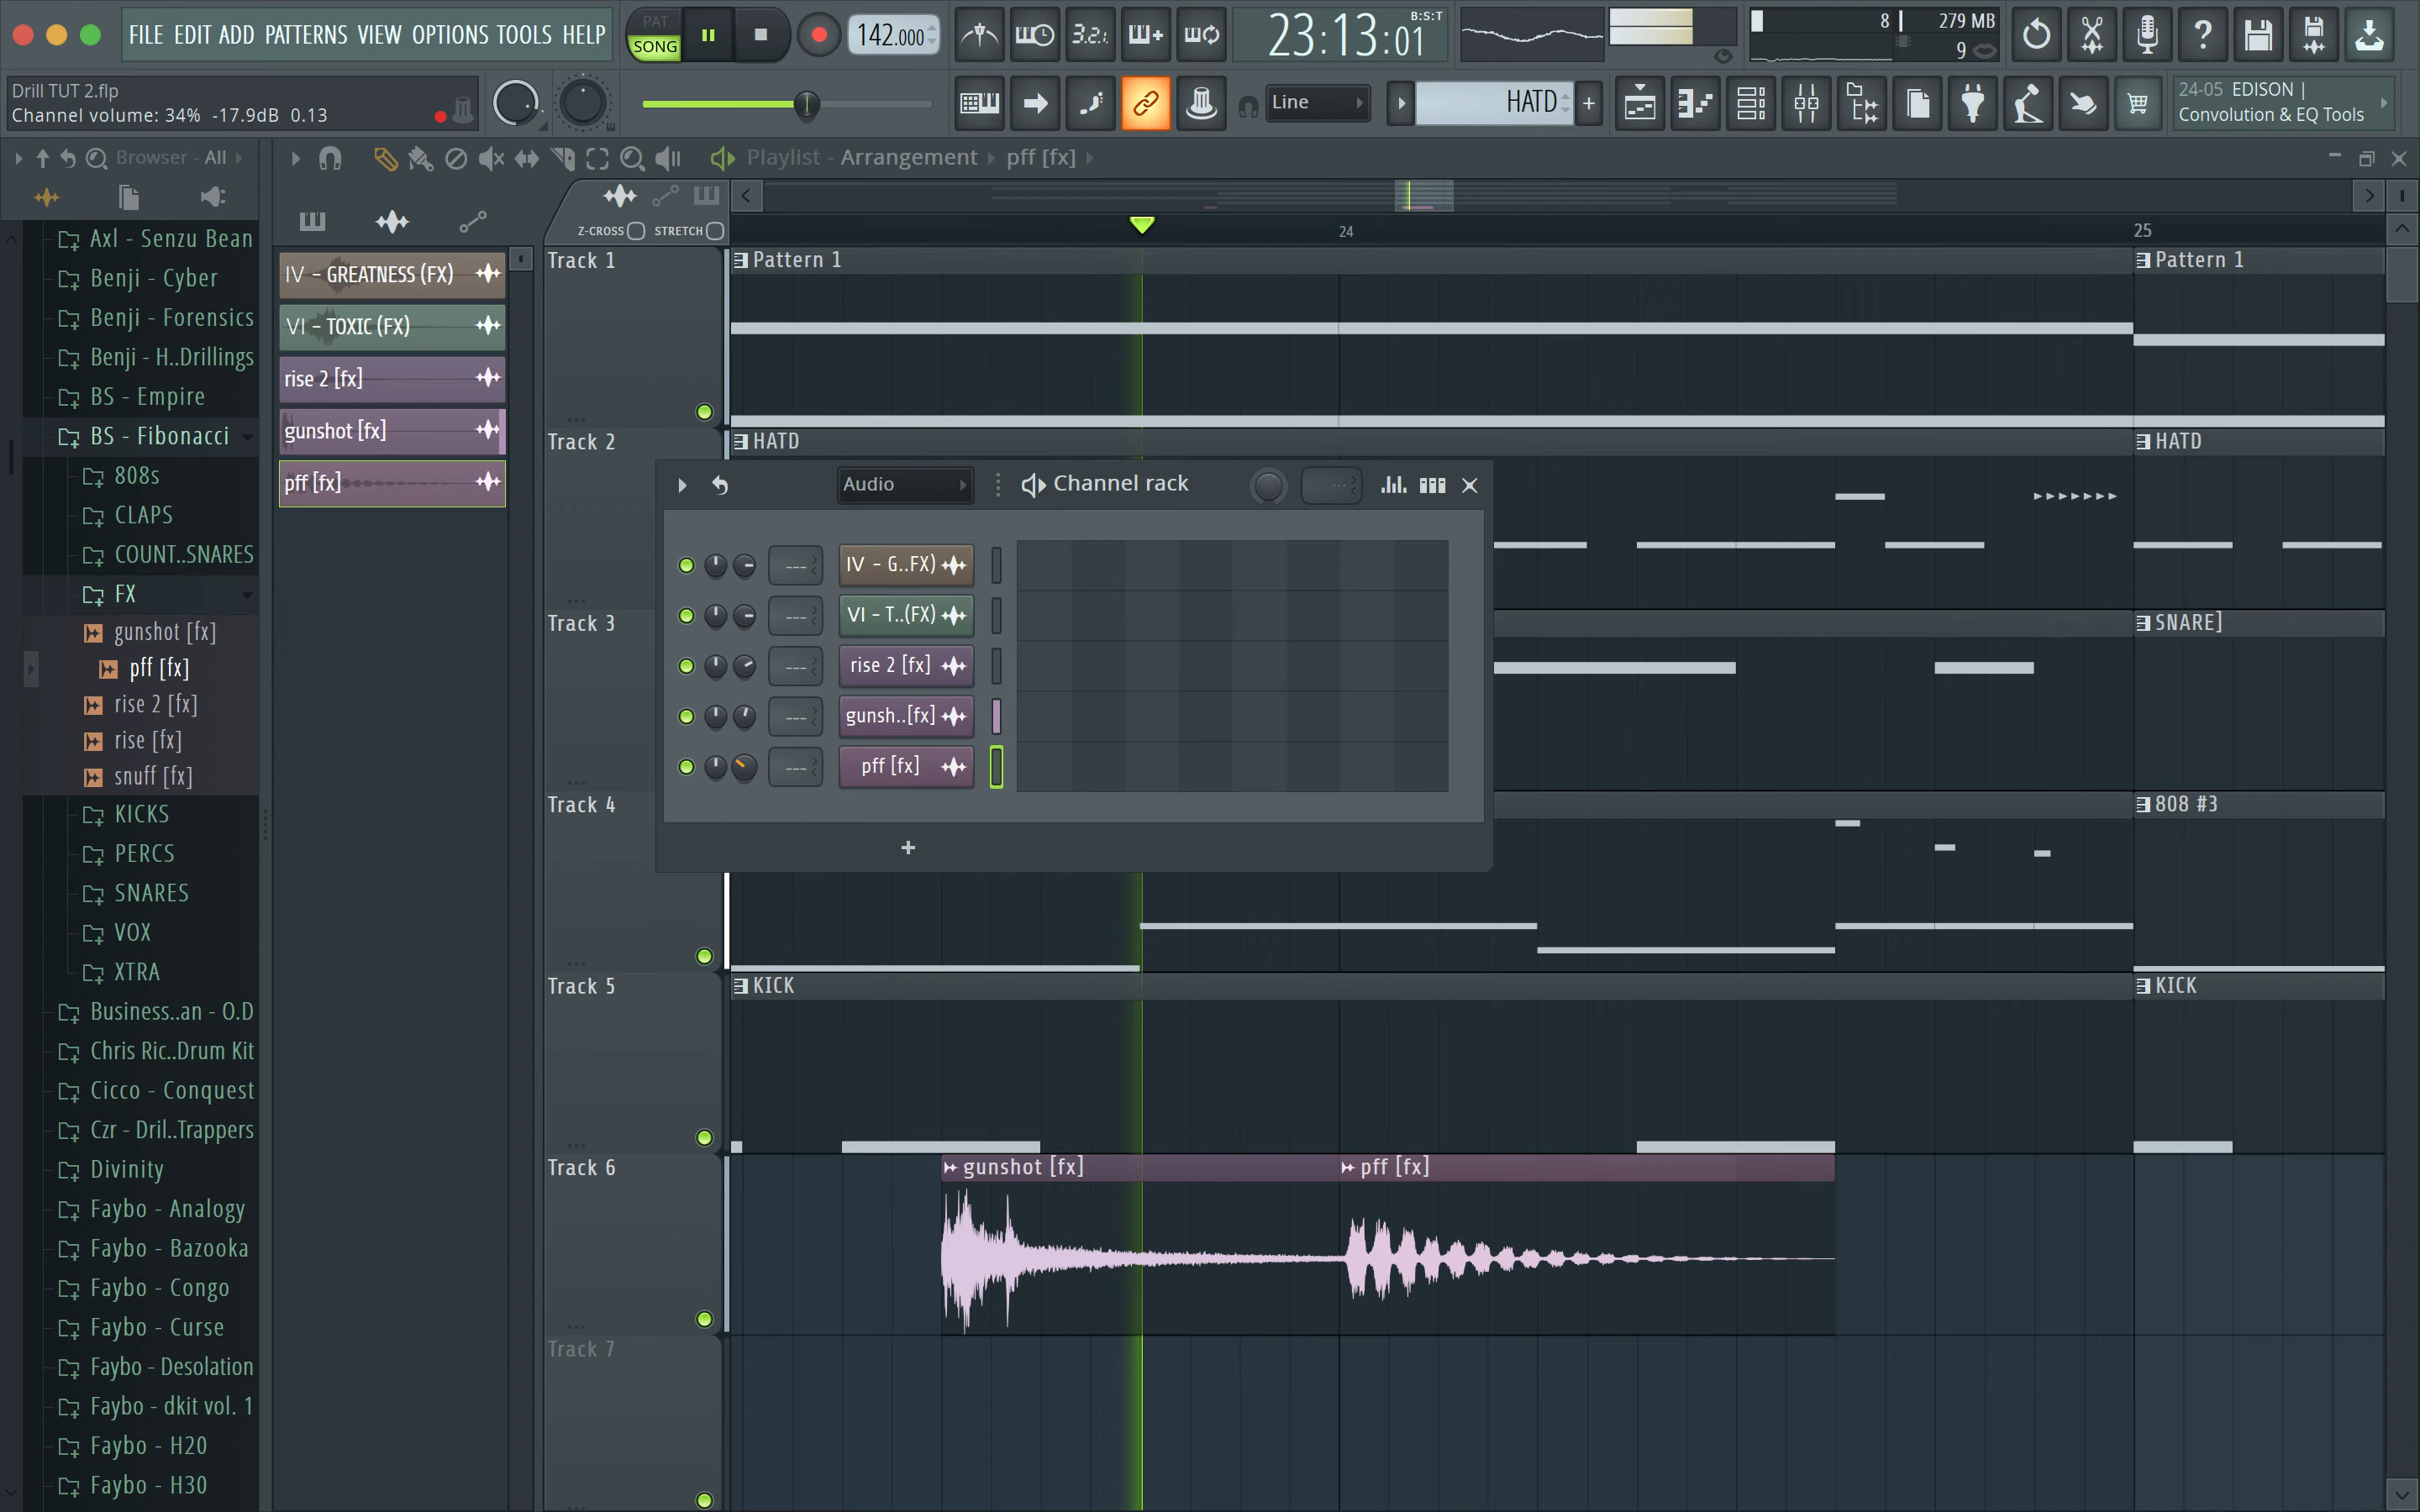 FILE EDIT ADD PATTERNS VIEW OPTIONS TOOLS HELP
PAT
SONG
142.000
3.2.
23:13:01
B:S:T
8
279 MB
9
?
Drill TUT 2.flp
Channel volume: 34% -17.9dB 0.13
Line
HATD
+
24-05 EDISON |
Convolution & EQ Tools
Browser - All
Playlist - Arrangement
pff [fx]
Z-CROSS
STRETCH
24
25
Axl - Senzu Bean
Benji - Cyber
Benji - Forensics
Benji - H..Drillings
BS - Empire
BS - Fibonacci
808s
CLAPS
COUNT..SNARES
FX
gunshot [fx]
pff [fx]
rise 2 [fx]
rise [fx]
snuff [fx]
KICKS
PERCS
SNARES
VOX
XTRA
Business..an - O.D
Chris Ric..Drum Kit
Cicco - Conquest
Czr - Dril..Trappers
Divinity
Faybo - Analogy
Faybo - Bazooka
Faybo - Congo
Faybo - Curse
Faybo - Desolation
Faybo - dkit vol. 1
Faybo - H20
Faybo - H30
IV - GREATNESS (FX)
VI - TOXIC (FX)
rise 2 [fx]
gunshot [fx]
pff [fx]
Track 1
Pattern 1
Pattern 1
Track 2
HATD
HATD
Track 3
SNARE]
Track 4
808 #3
Track 5
KICK
KICK
Track 6
gunshot [fx]
pff [fx]
Track 7
Audio
Channel rack
---
IV - G..FX)
---
VI - T..(FX)
---
rise 2 [fx]
---
gunsh..[fx]
---
pff [fx]
+